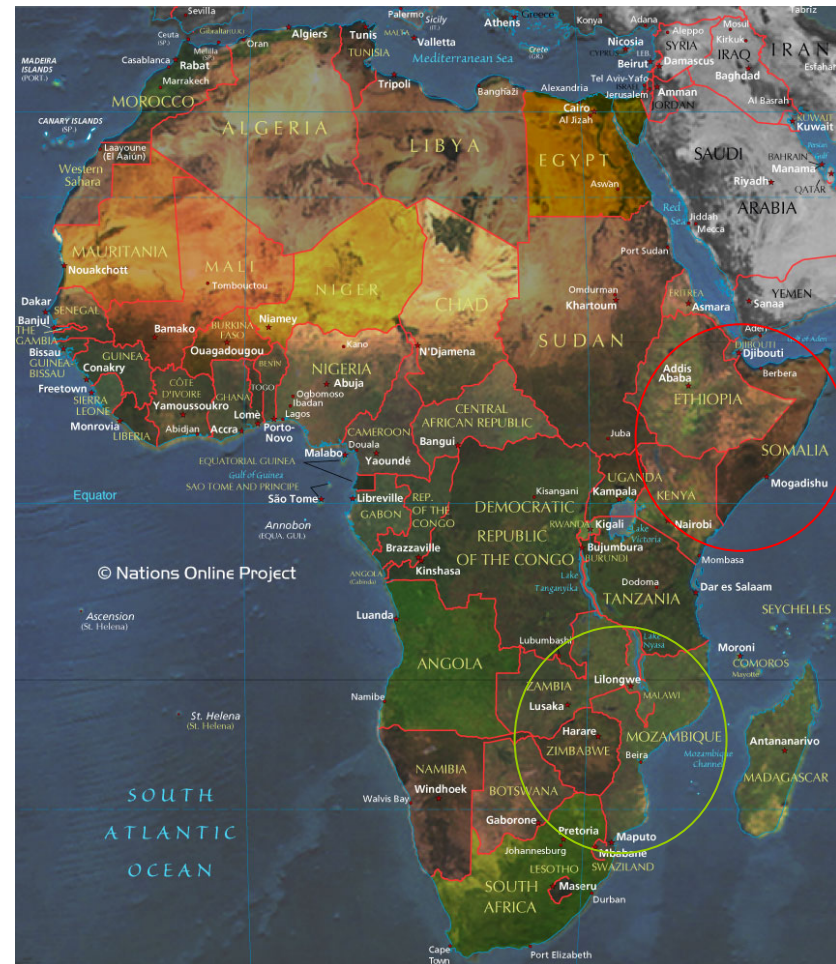 Sevilla
Palermo
Sicily
(IT.)
Athens
Greece
Konya
Adana
Mosul
Tabriz
Ceuta
(SP.)
Gibraltar(U.K.)
Algiers
Tunis
MALTA
Valletta
Crete
(GR.)
Nicosia
CYPRUS
Aleppo
SYRIA
Kirkuk
IRAN
MADEIRA
ISLANDS
(PORT.)
Casablanca
Rabat
Melilla
(SP.)
Oran
TUNISIA
Mediterranean Sea
Beirut
LEB.
Damascus
IRAQ
Baghdad
Esfahan
Marrakech
Tripoli
Tel Aviv-Yafo
ISRAEL
Jerusalem
Amman
JORDAN
MOROCCO
Banghazi
Alexandria
Cairo
Al Jizah
Al Basrah
KUWAIT
Kuwait
CANARY ISLANDS
(SP.)
ALGERIA
LIBYA
EGYPT
Laayoune
(El Aaiún)
SAUDI
ARABIA
BAHRAIN
Manama
Persian
Gulf
Western
Sahara
Aswan
Riyadh
QATAR
Red
Sea
Jiddah
Mecca
MAURITANIA
Nouakchott
MALI
Tombouctou
NIGER
CHAD
SUDAN
Port Sudan
Omdurman
Khartoum
ERITREA
Asmara
Sanaa
YEMEN
Dakar
SENEGAL
Banjul
THE
GAMBIA
Bamako
BURKINA
FASO
Niamey
Ouagadougou
Kano
N'Djamena
Aden
Gulf of Aden
DJIBOUTI
Djibouti
Bissau
GUINEA-
BISSAU
GUINEA
Conakry
BENIN
NIGERIA
Abuja
Addis
Ababa
Berbera
ETHIOPIA
Freetown
SIERRA
LEONE
CÔTE
D'IVOIRE
Yamoussoukro
GHANA
TOGO
Ogbomoso
Ibadan
Lagos
CENTRAL
AFRICAN REPUBLIC
Monrovia
LIBERIA
Abidjan
Accra
Lomè
Porto-
Novo
CAMEROON
Douala
Malabo
Yaoundé
Bangui
Juba
SOMALIA
Mogadishu
EQUATORIAL GUINEA
Gulf of Guinea
SAO TOME AND PRINCIPE
São Tome
Equator
Libreville
GABON
REP.
OF THE
CONGO
DEMOCRATIC
REPUBLIC
OF THE CONGO
Kisangani
UGANDA
Kampala
KENYA
Nairobi
Annobon
(EQUA. GUI.)
RWANDA
Kigali
Lake
Victoria
Brazzaville
Kinshasa
Bujumbura
BURUNDI
Mombasa
© Nations Online Project
ANGOLA
(Cabinda)
Lake
Tanganyika
Dodoma
TANZANIA
Dar es Salaam
SEYCHELLES
Ascension
(St. Helena)
Luanda
Lubumbashi
Lake
Nyasa
Moroni
COMOROS
Mayotte
ANGOLA
ZAMBIA
Lilongwe
MALAWI
St. Helena
(St. Helena)
Namibe
Lusaka
Harare
ZIMBABWE
MOZAMBIQUE
Beira
Mozambique
Channel
Antananarivo
MADAGASCAR
NAMIBIA
Windhoek
Walvis Bay
BOTSWANA
Gaborone
SOUTH
ATLANTIC
OCEAN
Pretoria
Johannesburg
Maputo
Mbabane
SWAZILAND
LESOTHO
Maseru
SOUTH
AFRICA
Durban
Cape
Town
Port Elizabeth